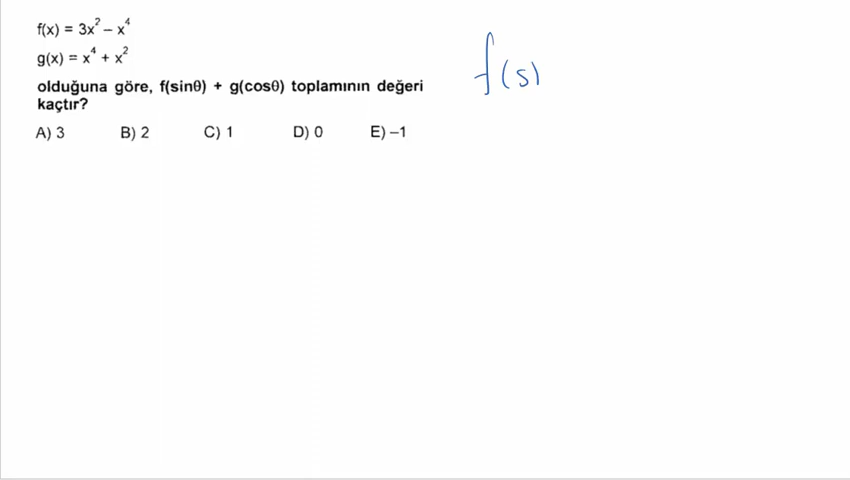 f(x) = 3x² – x⁴
g(x) = x⁴ + x²
olduğuna göre, f(sinθ) + g(cosθ) toplamının değeri
kaçtır?
A) 3 B) 2 C) 1 D) 0 E) –1
f(s)